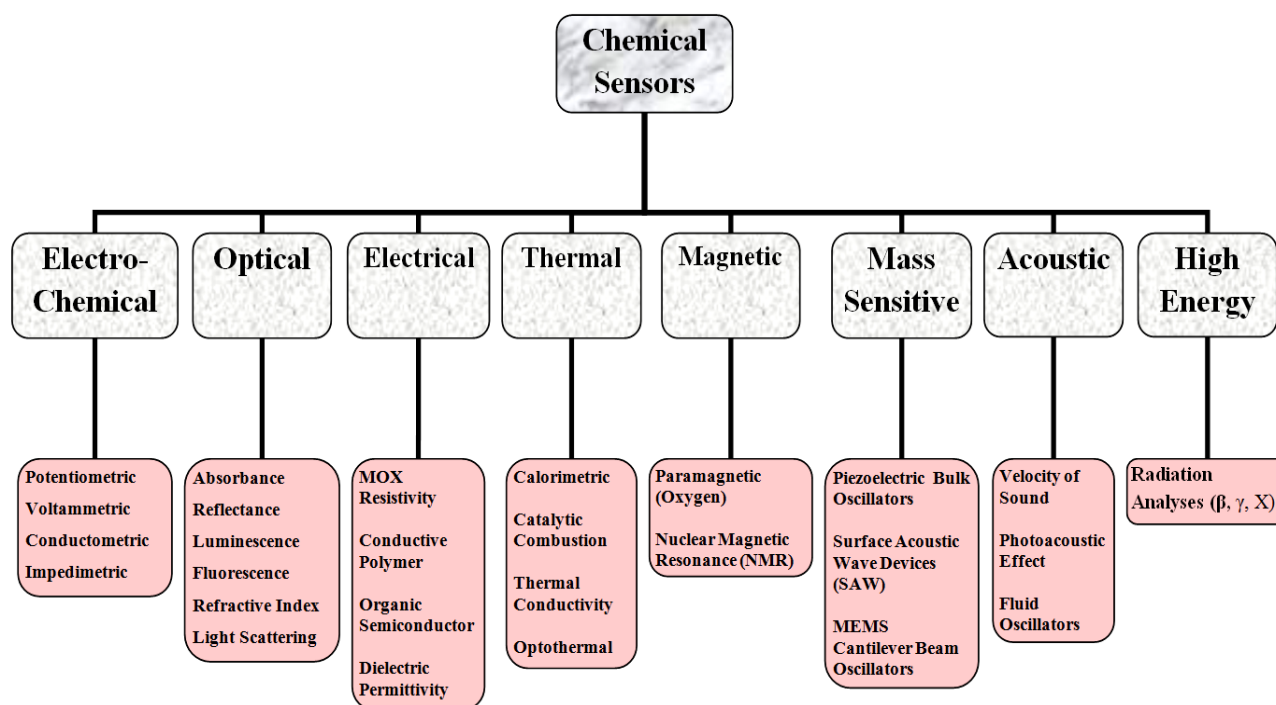 Chemical
Sensors
Electro-
Chemical
Optical
Electrical
Thermal
Magnetic
Mass
Sensitive
Acoustic
High
Energy
Potentiometric
Voltammetric
Conductometric
Impedimetric
Absorbance
Reflectance
Luminescence
Fluorescence
Refractive Index
Light Scattering
MOX
Resistivity
Conductive
Polymer
Organic
Semiconductor
Dielectric
Permittivity
Calorimetric
Catalytic
Combustion
Thermal
Conductivity
Optothermal
Paramagnetic
(Oxygen)
Nuclear Magnetic
Resonance (NMR)
Piezoelectric Bulk
Oscillators
Surface Acoustic
Wave Devices
(SAW)
MEMS
Cantilever Beam
Oscillators
Velocity of
Sound
Photoacoustic
Effect
Fluid
Oscillators
Radiation
Analyses (β, γ, X)